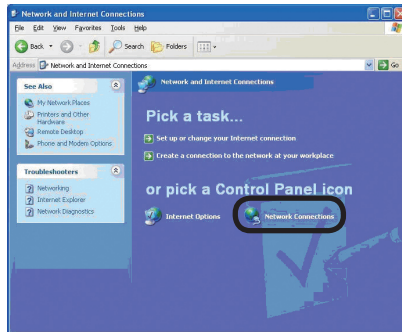 Network and Internet Connections
File Edit View Favorites Tools Help
Back Search Folders
Address Network and Internet Connections Go
See Also
My Network Places
Printers and Other
Hardware
Remote Desktop
Phone and Modem Options
Troubleshooters
Networking
Internet Explorer
Network Diagnostics
Network and Internet Connections
Pick a task...
Set up or change your Internet connection
Create a connection to the network at your workplace
or pick a Control Panel icon
Internet Options
Network Connections